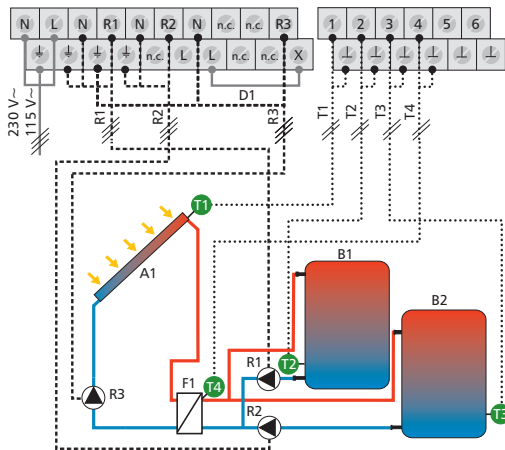 N L N R1 N R2 N n.c. n.c. R3
n.c. L L n.c. n.c. X
1 2 3 4 5 6
D1
230 V~
115 V~
R1
R2
R3
T1
T2
T3
T4
T1
A1
B1
B2
R1
T2
F1
T4
R3
R2
T3